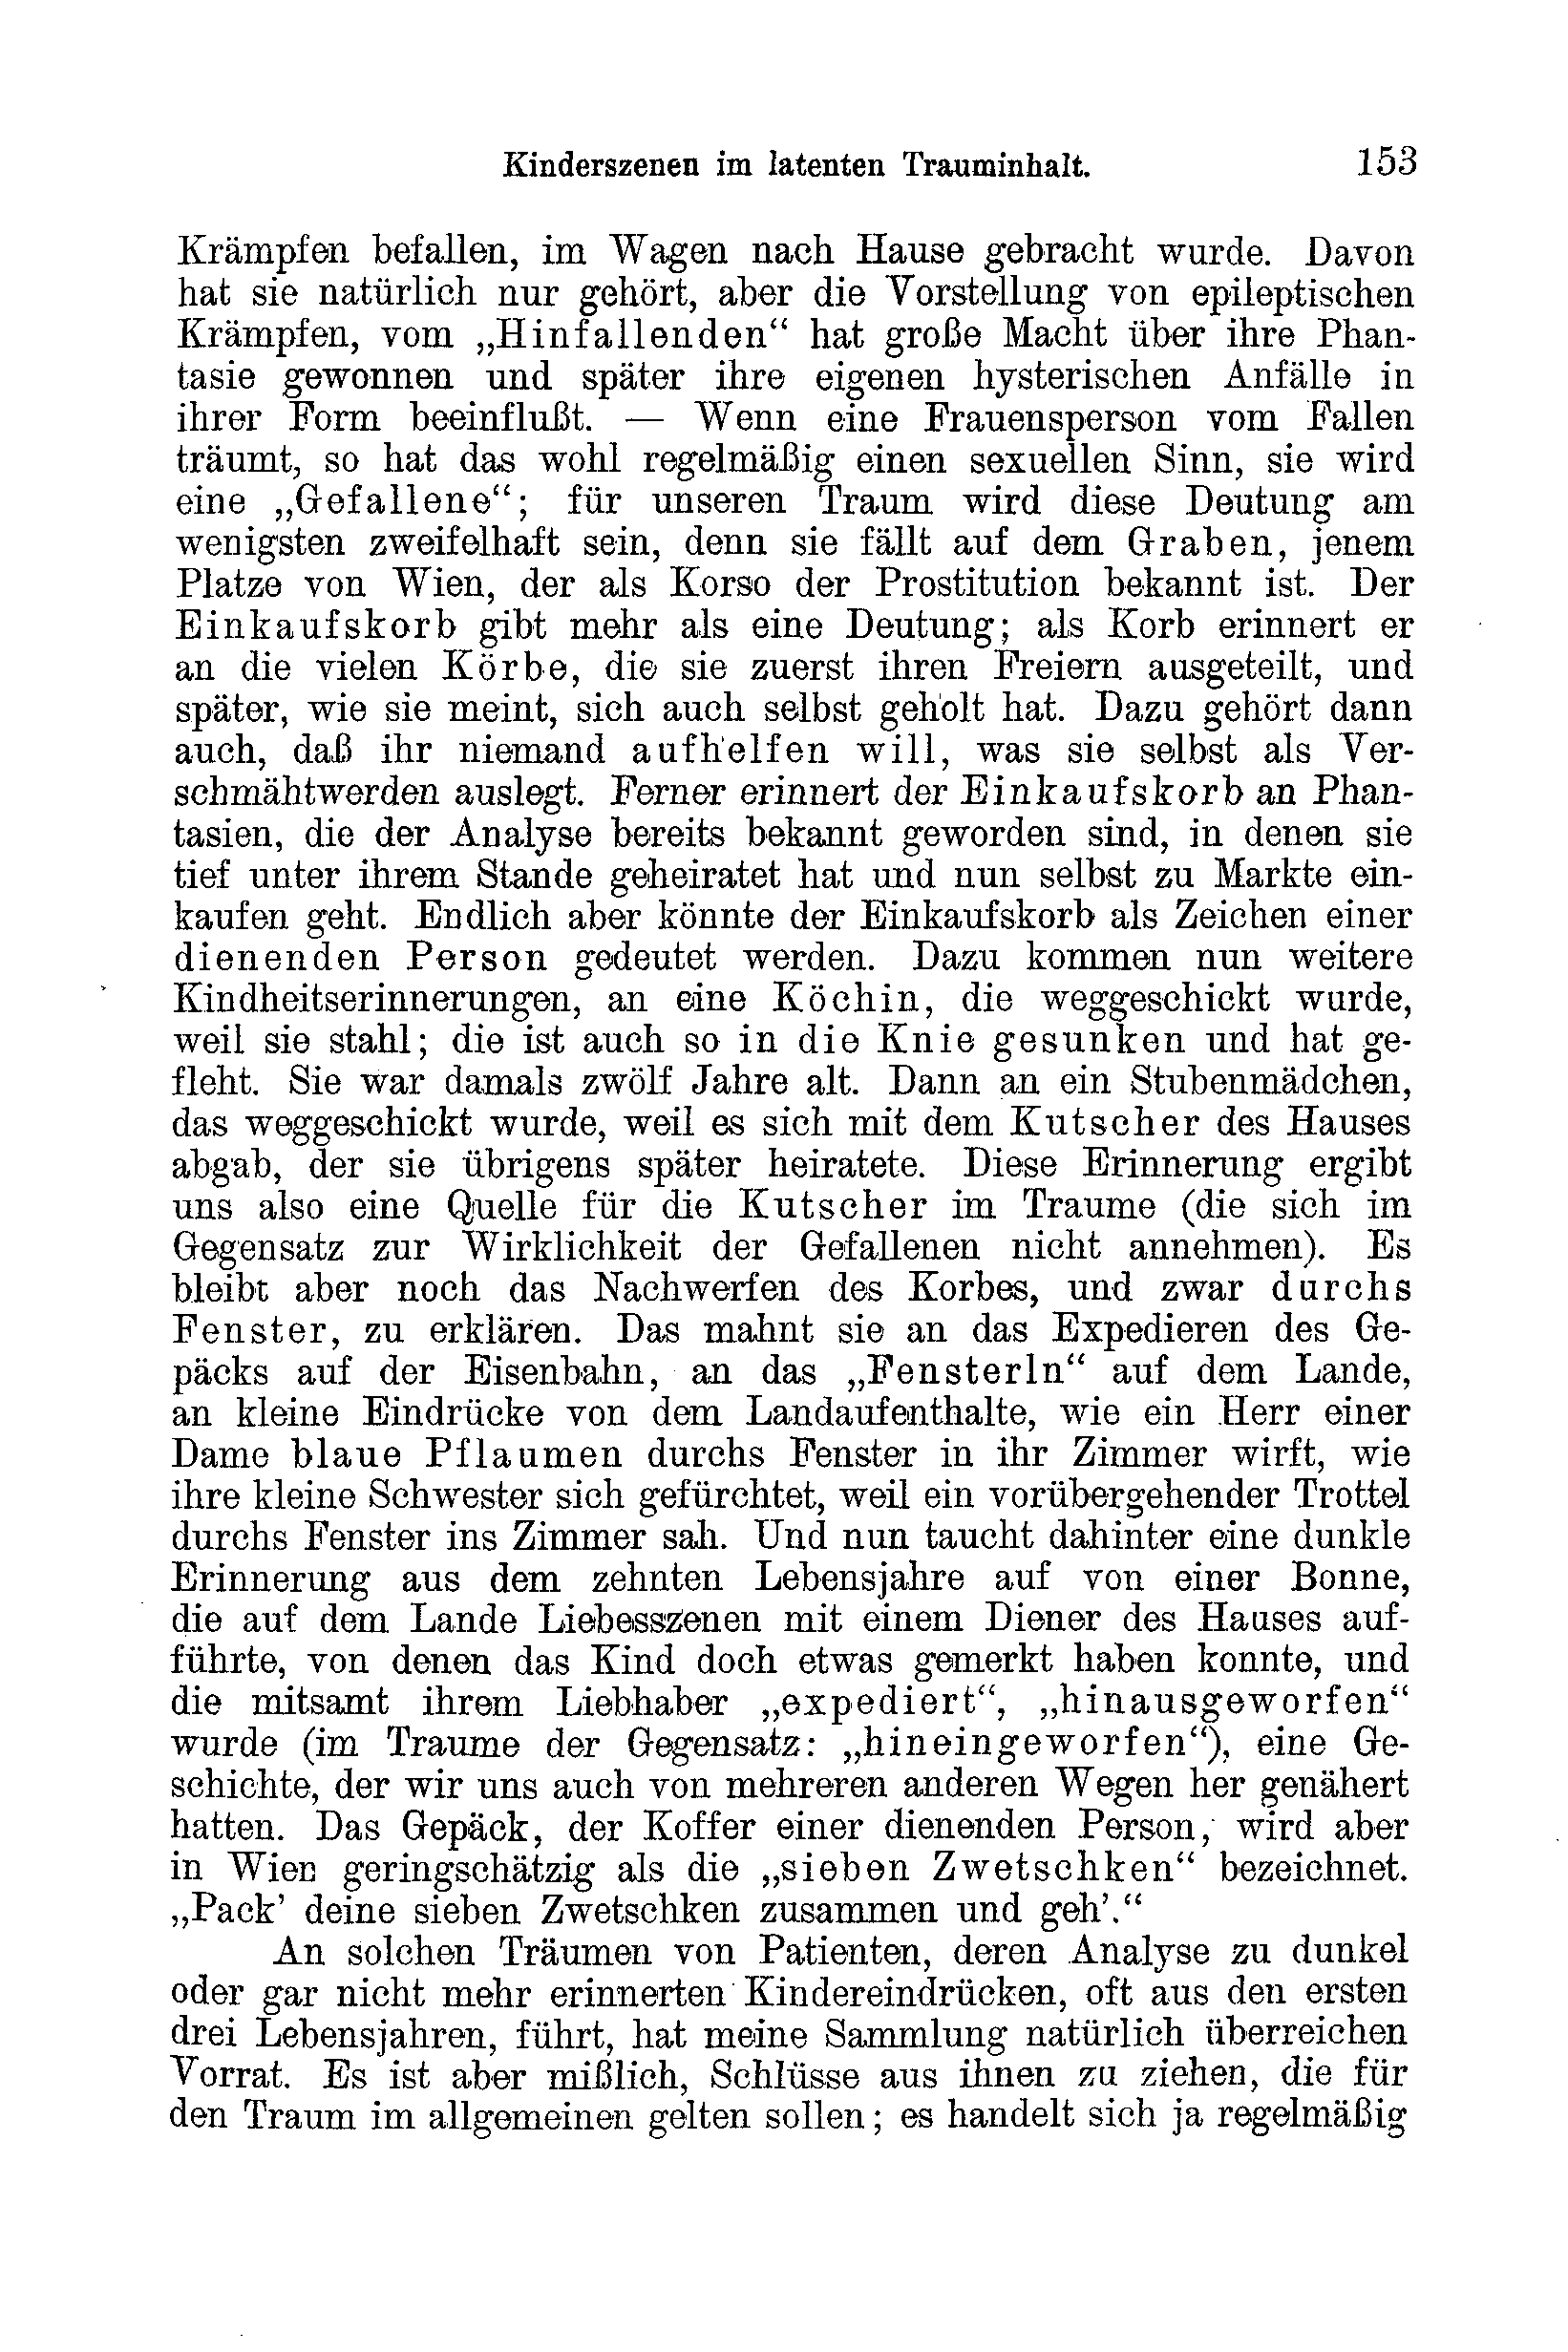 Kinderszenen im latenten Trauminhalt. 153
Krämpfen befallen, im Wagen nach Hause gebracht wurde. Davon
hat sie natürlich nur gehört, aber die Vorstellung von epileptischen
Krämpfen, vom „Hinfallenden“ hat große Macht über ihre Phan-
tasie gewonnen und später ihre eigenen hysterischen Anfälle in
ihrer Form beeinflußt. — Wenn eine Frauensperson vom Fallen
träumt, so hat das wohl regelmäßig einen sexuellen Sinn, sie wird
eine „Gefallene“; für unseren Traum wird diese Deutung am
wenigsten zweifelhaft sein, denn sie fällt auf dem Graben, jenem
Platze von Wien, der als Korso der Prostitution bekannt ist. Der
Einkaufskorb gibt mehr als eine Deutung; als Korb erinnert er
an die vielen Körbe, die sie zuerst ihren Freiern ausgeteilt, und
später, wie sie meint, sich auch selbst geholt hat. Dazu gehört dann
auch, daß ihr niemand aufhelfen will, was sie selbst als Ver-
schmähtwerden auslegt. Ferner erinnert der Einkaufskorb an Phan-
tasien, die der Analyse bereits bekannt geworden sind, in denen sie
tief unter ihrem Stande geheiratet hat und nun selbst zu Markte ein-
kaufen geht. Endlich aber könnte der Einkaufskorb als Zeichen einer
dienenden Person gedeutet werden. Dazu kommen nun weitere
Kindheitserinnerungen, an eine Köchin, die weggeschickt wurde,
weil sie stahl; die ist auch so in die Knie gesunken und hat ge-
fleht. Sie war damals zwölf Jahre alt. Dann an ein Stubenmädchen,
das weggeschickt wurde, weil es sich mit dem Kutscher des Hauses
abgab, der sie übrigens später heiratete. Diese Erinnerung ergibt
uns also eine Quelle für die Kutscher im Traume (die sich im
Gegensatz zur Wirklichkeit der Gefallenen nicht annehmen). Es
bleibt aber noch das Nachwerfen des Korbes, und zwar durchs
Fenster, zu erklären. Das mahnt sie an das Expedieren des Ge-
päcks auf der Eisenbahn, an das „Fensterln“ auf dem Lande,
an kleine Eindrücke von dem Landaufenthalte, wie ein Herr einer
Dame blaue Pflaumen durchs Fenster in ihr Zimmer wirft, wie
ihre kleine Schwester sich gefürchtet, weil ein vorübergehender Trottel
durchs Fenster ins Zimmer sah. Und nun taucht dahinter eine dunkle
Erinnerung aus dem zehnten Lebensjahre auf von einer Bonne,
die auf dem Lande Liebesszenen mit einem Diener des Hauses auf-
führte, von denen das Kind doch etwas gemerkt haben konnte, und
die mitsamt ihrem Liebhaber „expediert“, „hinausgeworfen“
wurde (im Traume der Gegensatz: „hineingeworfen“), eine Ge-
schichte, der wir uns auch von mehreren anderen Wegen her genähert
hatten. Das Gepäck, der Koffer einer dienenden Person, wird aber
in Wien geringschätzig als die „sieben Zwetschken“ bezeichnet.
„Pack’ deine sieben Zwetschken zusammen und geh’.“
An solchen Träumen von Patienten, deren Analyse zu dunkel
oder gar nicht mehr erinnerten Kindereindrücken, oft aus den ersten
drei Lebensjahren, führt, hat meine Sammlung natürlich überreichen
Vorrat. Es ist aber mißlich, Schlüsse aus ihnen zu ziehen, die für
den Traum im allgemeinen gelten sollen; es handelt sich ja regelmäßig